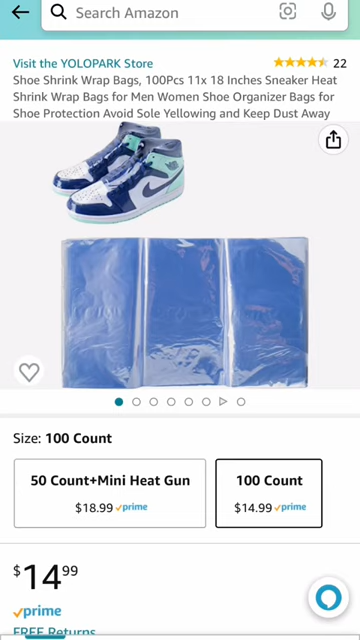 Search Amazon
Visit the YOLOPARK Store
22
Shoe Shrink Wrap Bags, 100Pcs 11x 18 Inches Sneaker Heat
Shrink Wrap Bags for Men Women Shoe Organizer Bags for
Shoe Protection Avoid Sole Yellowing and Keep Dust Away
Size: 100 Count
50 Count+Mini Heat Gun
$18.99 prime
100 Count
$14.99 prime
$14 99
prime
FREE Returns